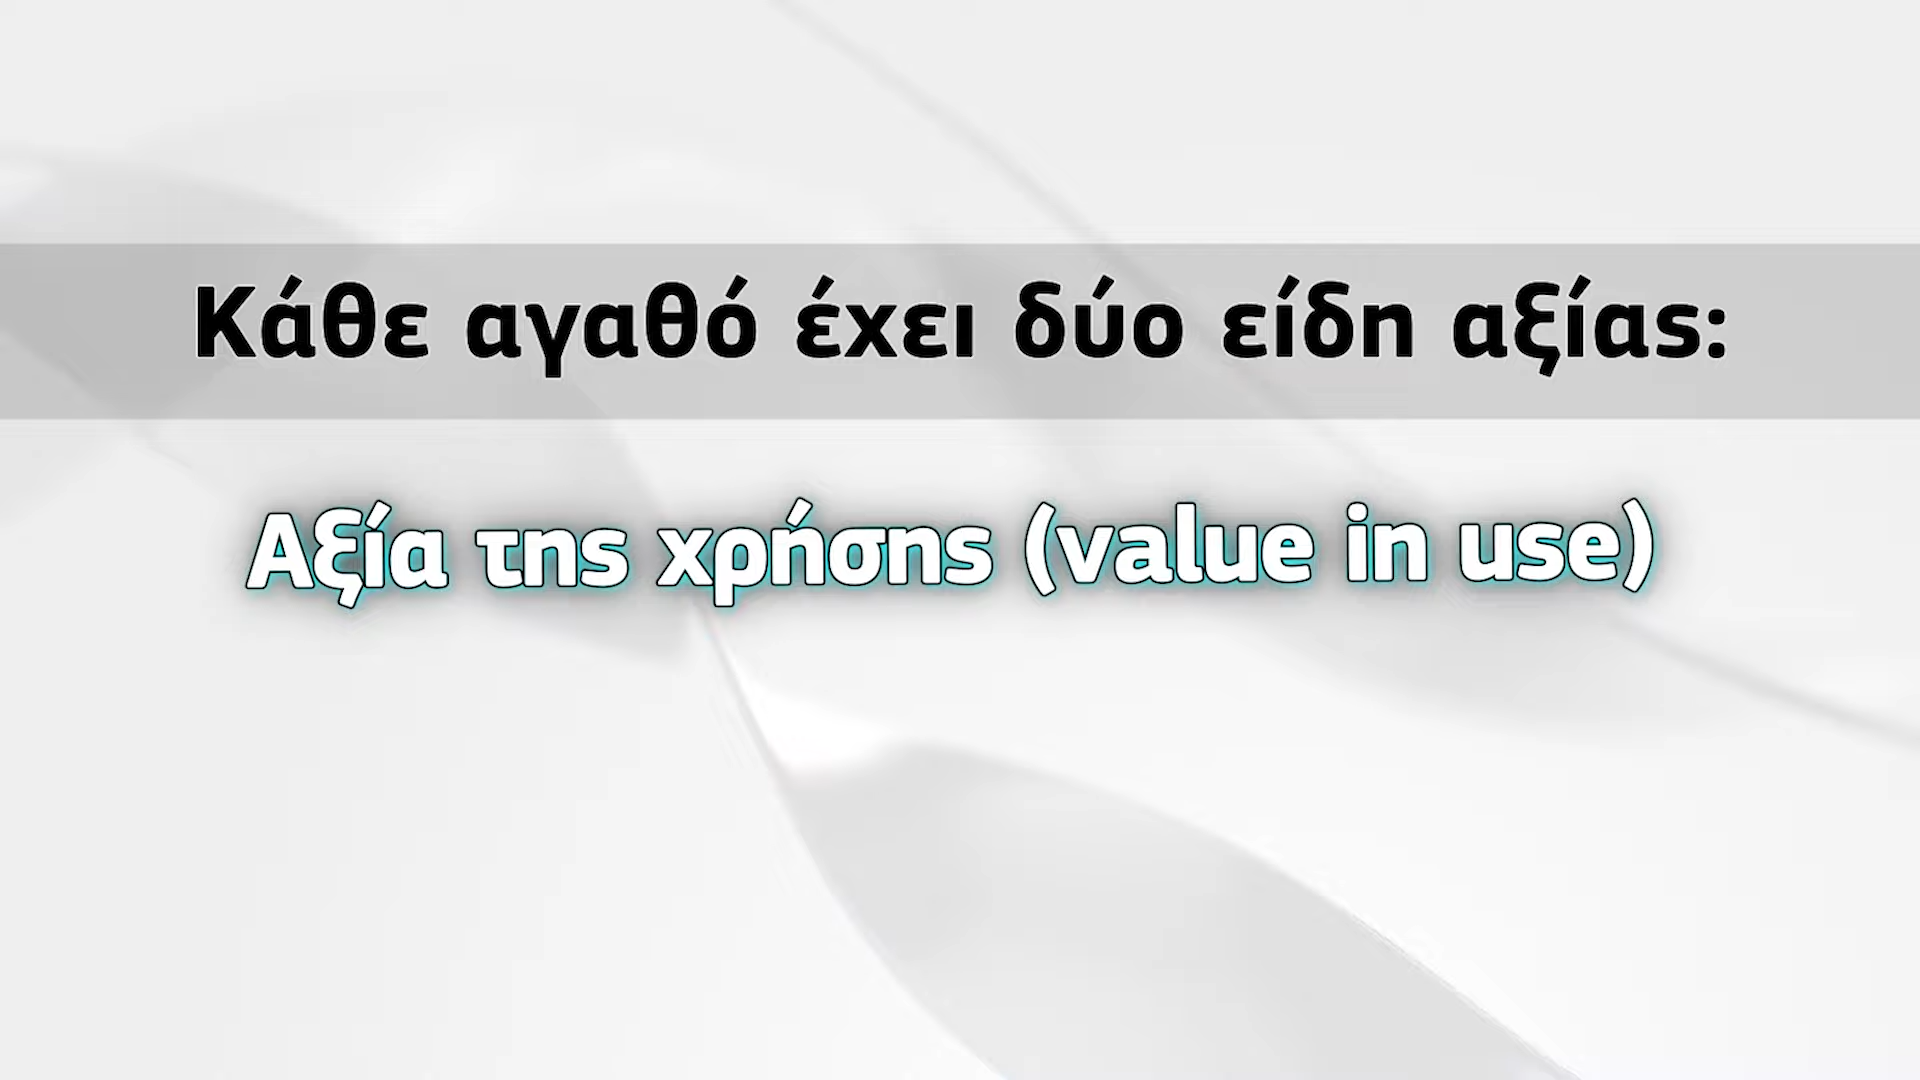 Κάθε αγαθό έχει δύο είδη αξίας:
Αξία της χρήσης (value in use)